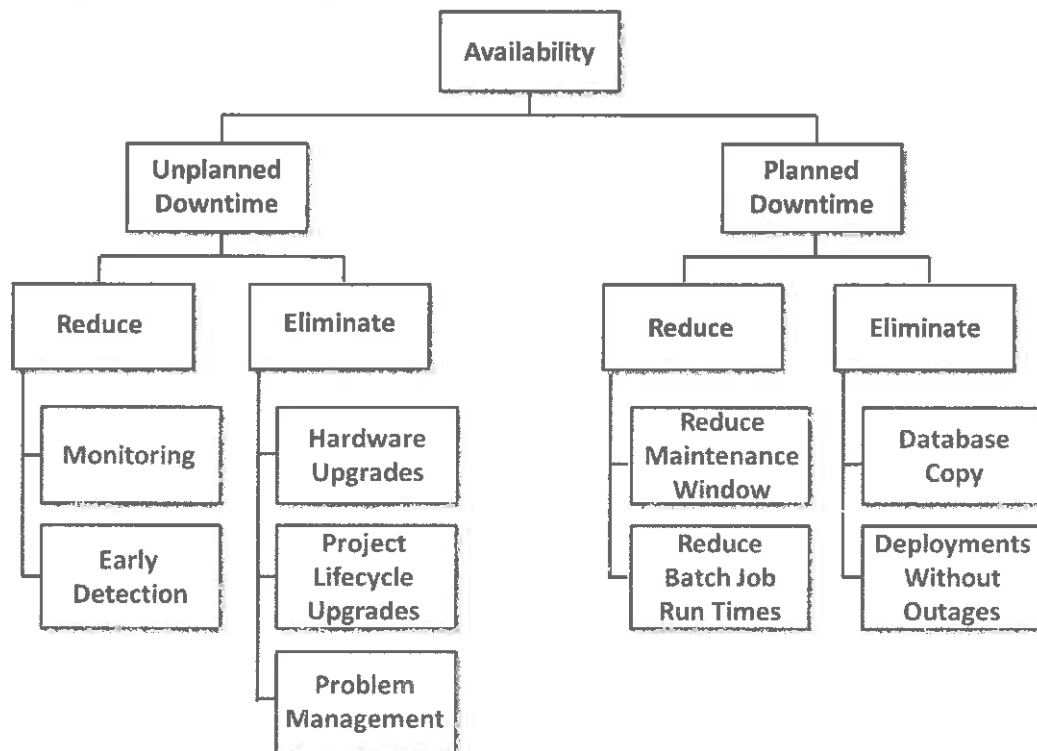 Availability
Unplanned
Downtime
Planned
Downtime
Reduce
Eliminate
Reduce
Eliminate
Monitoring
Early
Detection
Hardware
Upgrades
Project
Lifecycle
Upgrades
Problem
Management
Reduce
Maintenance
Window
Reduce
Batch Job
Run Times
Database
Copy
Deployments
Without
Outages